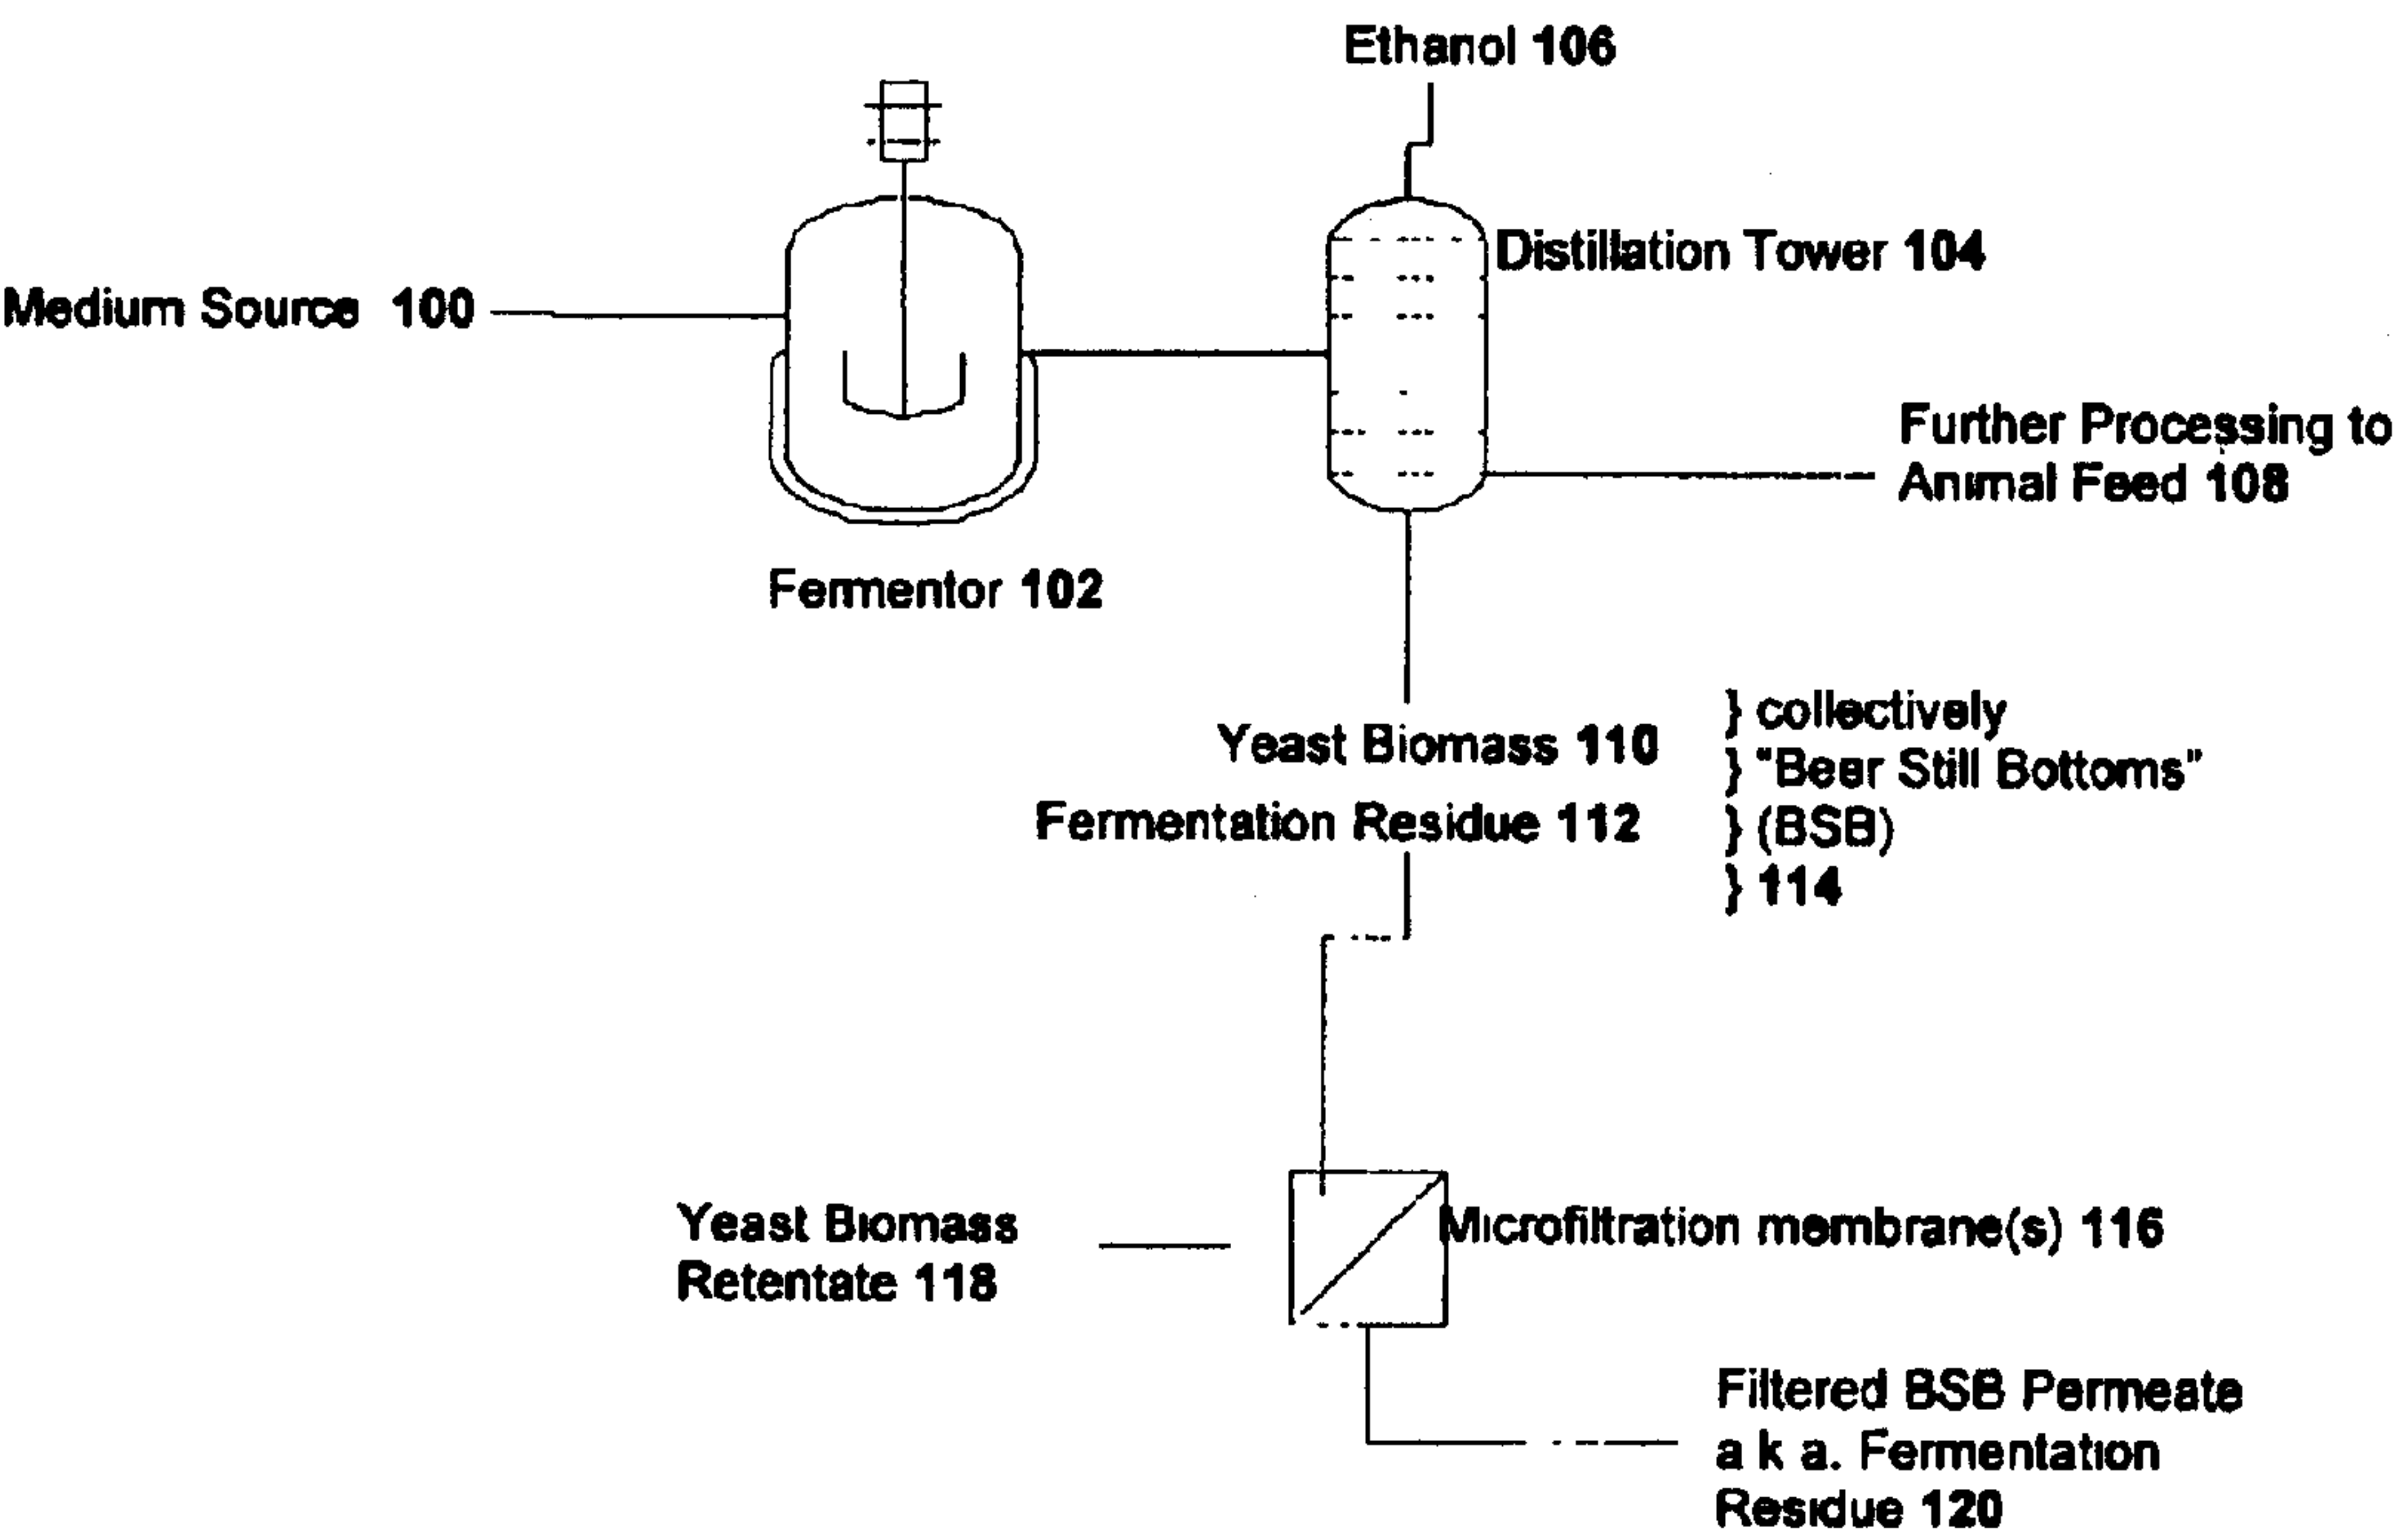 Ethanol 106
Distillation Tower 104
Medium Source 100
Further Processing to
Animal Feed 108
Fermentor 102
Yeast Biomass 110
Fermentation Residue 112
} collectively
} "Beer Still Bottoms"
} (BSB)
} 114
Yeast Biomass
Retentate 118
Microfiltration membrane(s) 116
Filtered BSB Permeate
a k a. Fermentation
Residue 120